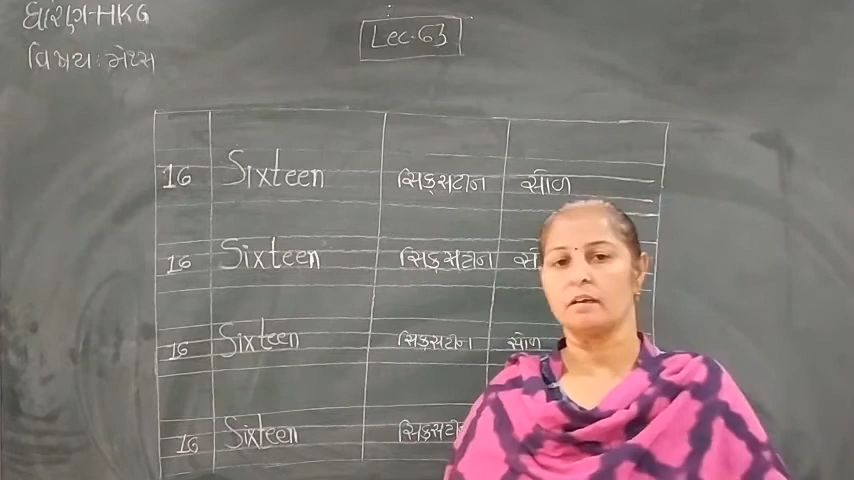 ધોરણ-HKG
Lec-63
વિષય: મેથ્સ
16 Sixteen સિક્સટીન સોળ
16 Sixteen સિક્સટીન
16 Sixteen સિક્સટીન સોળ
16 Sixteen